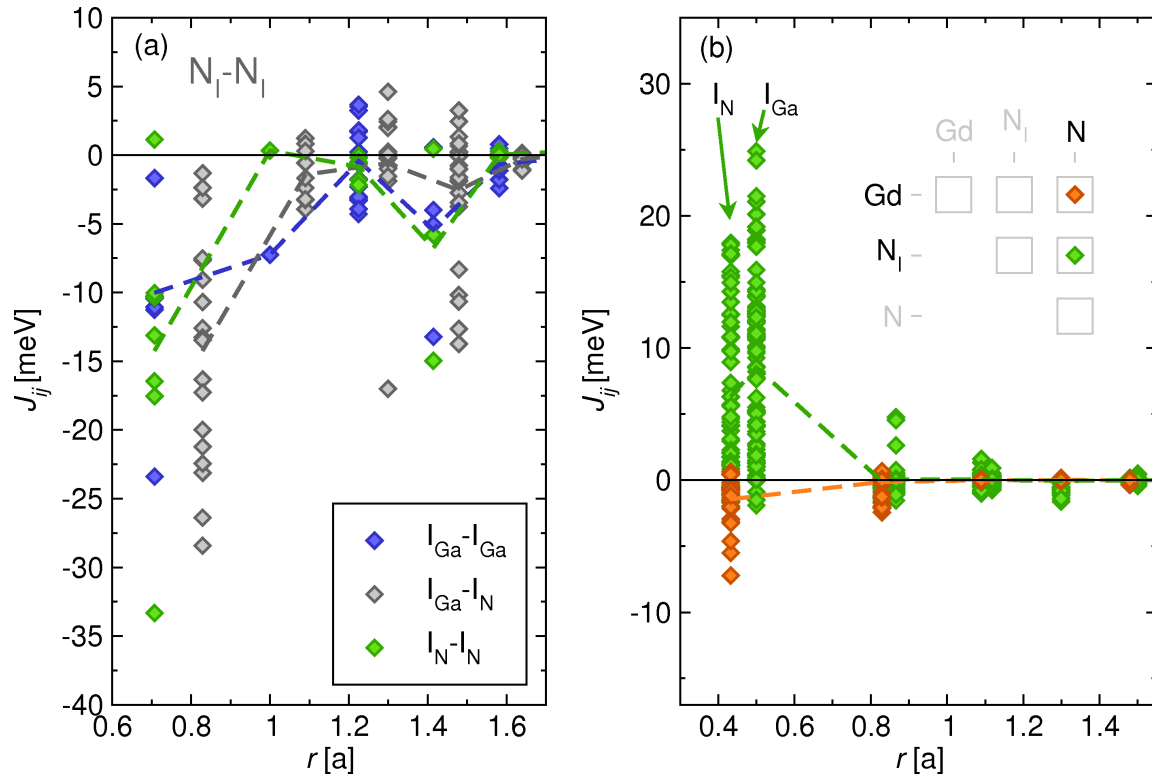 (a)
N_I-N_I
10
5
0
-5
-10
-15
-20
-25
-30
-35
-40
J_ij [meV]
I_Ga-I_Ga
I_Ga-I_N
I_N-I_N
0.6 0.8 1 1.2 1.4 1.6
r [a]
(b)
I_N I_Ga
Gd N_I N
Gd
N_I
N
30
20
10
0
-10
J_ij [meV]
0.4 0.6 0.8 1 1.2 1.4
r [a]